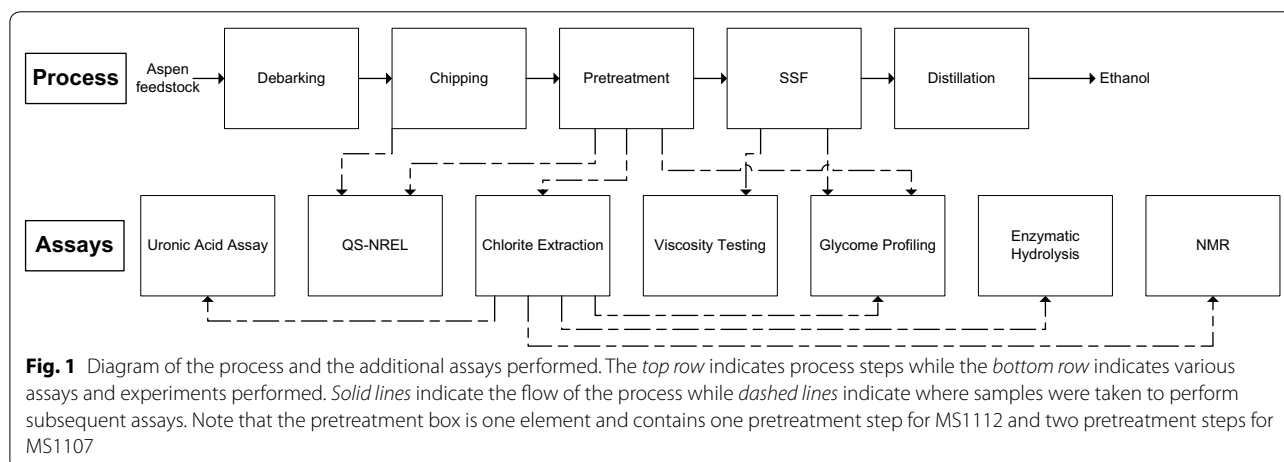 Process
Aspen
feedstock
Debarking
Chipping
Pretreatment
SSF
Distillation
Ethanol
Assays
Uronic Acid Assay
QS-NREL
Chlorite Extraction
Viscosity Testing
Glycome Profiling
Enzymatic
Hydrolysis
NMR
Fig. 1 Diagram of the process and the additional assays performed. The top row indicates process steps while the bottom row indicates various
assays and experiments performed. Solid lines indicate the flow of the process while dashed lines indicate where samples were taken to perform
subsequent assays. Note that the pretreatment box is one element and contains one pretreatment step for MS1112 and two pretreatment steps for
MS1107